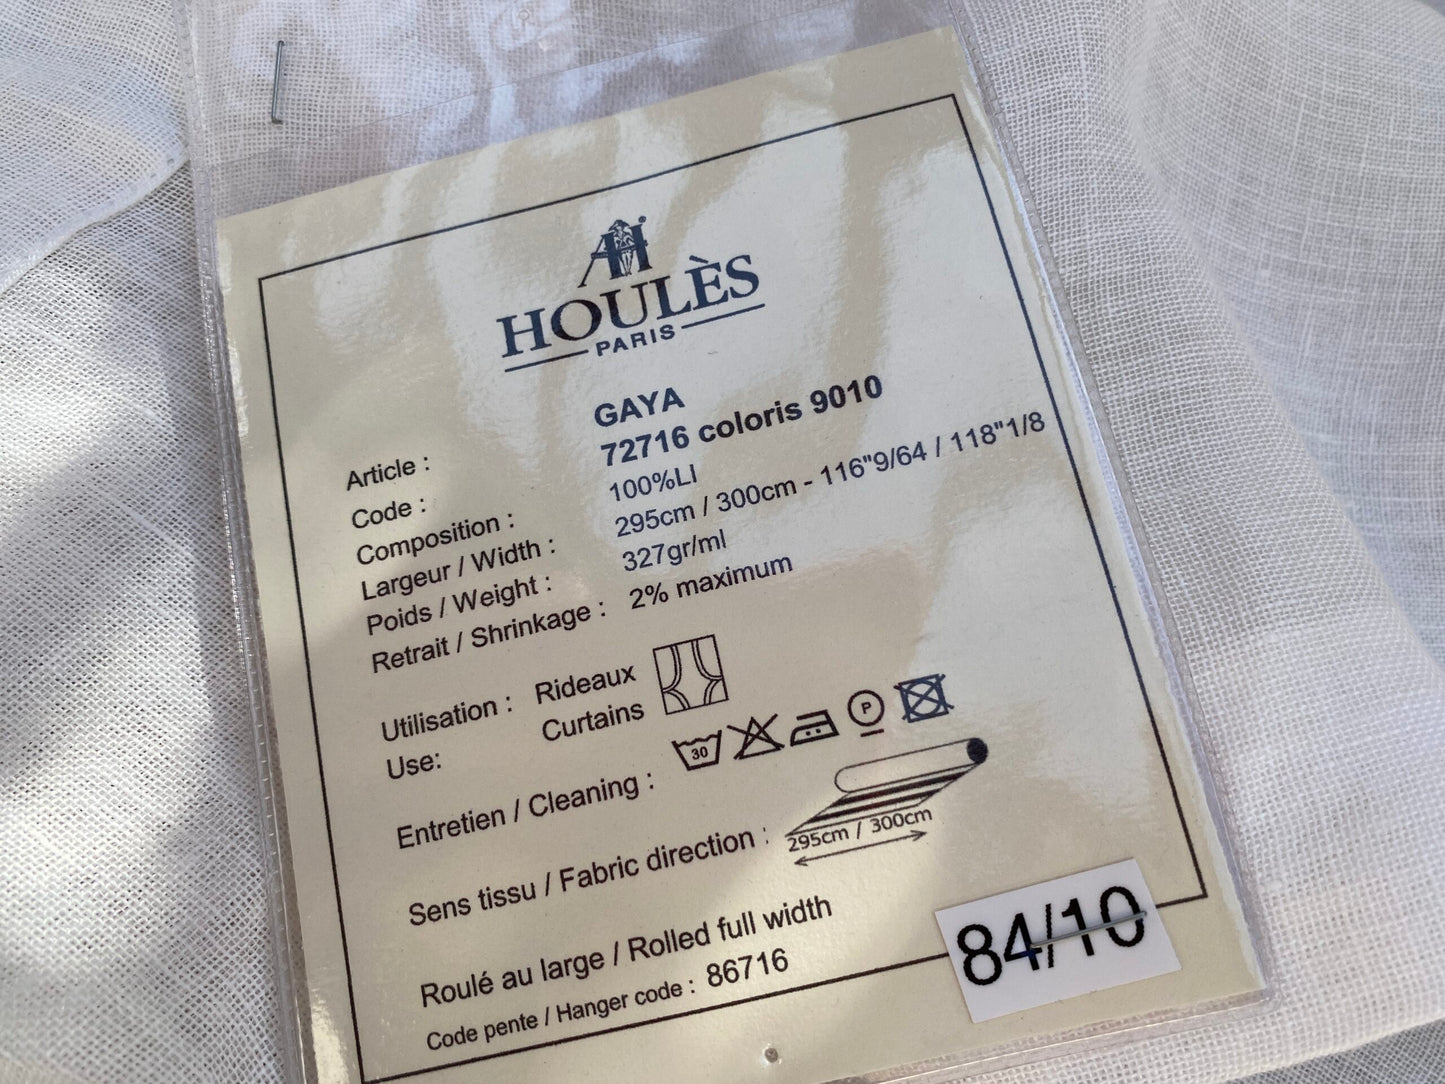 AH®
HOULÈS
PARIS
Article : GAYA
Code : 72716 coloris 9010
Composition : 100%LI
Largeur / Width : 295cm / 300cm - 116"9/64 / 118"1/8
Poids / Weight : 327gr/ml
Retrait / Shrinkage : 2% maximum
Utilisation : Rideaux
Use: Curtains
Entretien / Cleaning : 30 P
Sens tissu / Fabric direction : 295cm / 300cm
Roulé au large / Rolled full width
Code pente / Hanger code : 86716
84/10